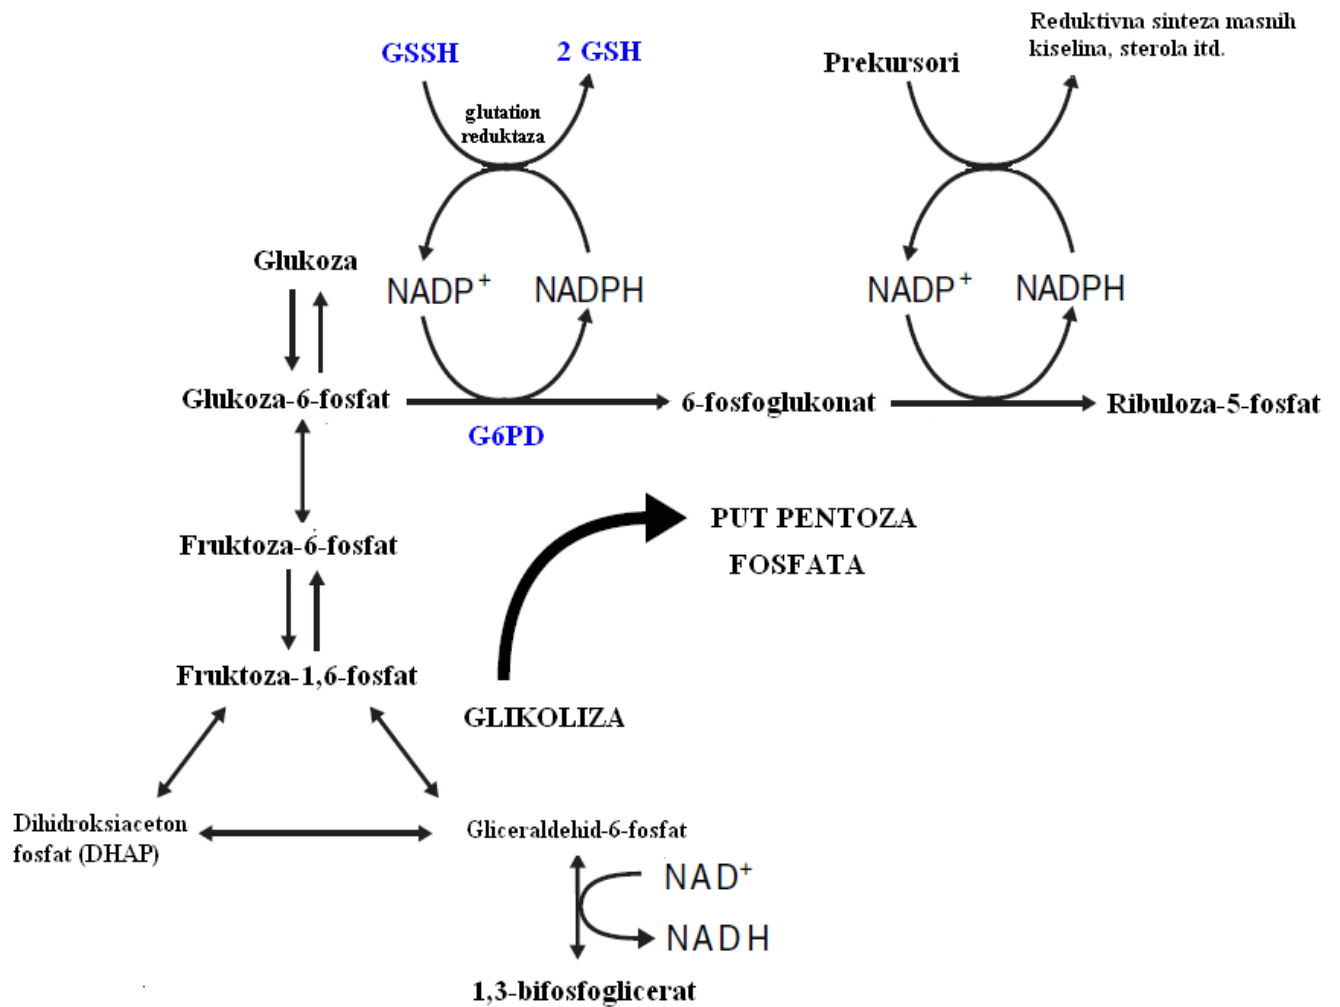 GSSH
2 GSH
glutation
reduktaza
Prekursori
Reduktivna sinteza masnih
kiselina, sterola itd.
Glukoza
NADP+
NADPH
NADP+
NADPH
Glukoza-6-fosfat
6-fosfoglukonat
Ribuloza-5-fosfat
G6PD
Fruktoza-6-fosfat
PUT PENTOZA
FOSFATA
Fruktoza-1,6-fosfat
GLIKOLIZA
Dihidroksiaceton
fosfat (DHAP)
Gliceraldehid-6-fosfat
NAD+
NADH
1,3-bifosfoglicerat